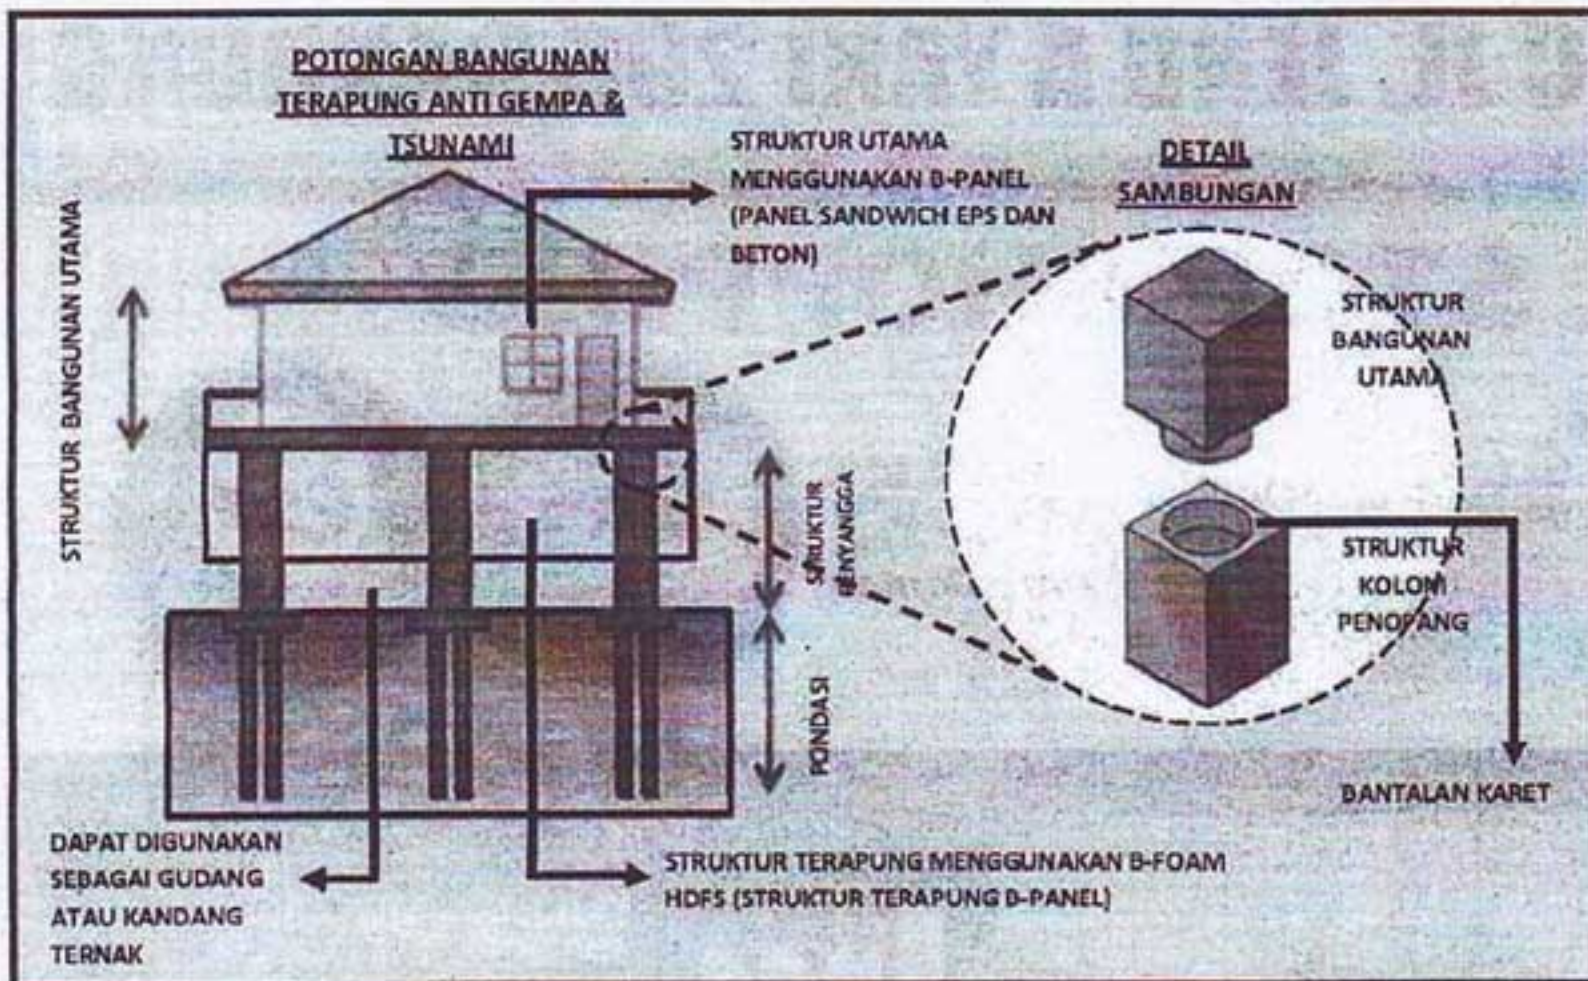 POTONGAN BANGUNAN
TERAPUNG ANTI GEMPA &
TSUNAMI
STRUKTUR UTAMA
MENGGUNAKAN B-PANEL
(PANEL SANDWICH EPS DAN
BETON)
DETAIL
SAMBUNGAN
STRUKTUR BANGUNAN UTAMA
STRUKTUR
BANGUNAN
UTAMA
STRUKTUR
PENYANGGA
STRUKTUR
KOLOM
PENOPANG
PONDASI
BANTALAN KARET
DAPAT DIGUNAKAN
SEBAGAI GUDANG
ATAU KANDANG
TERNAK
STRUKTUR TERAPUNG MENGGUNAKAN B-FOAM
HDFS (STRUKTUR TERAPUNG B-PANEL)